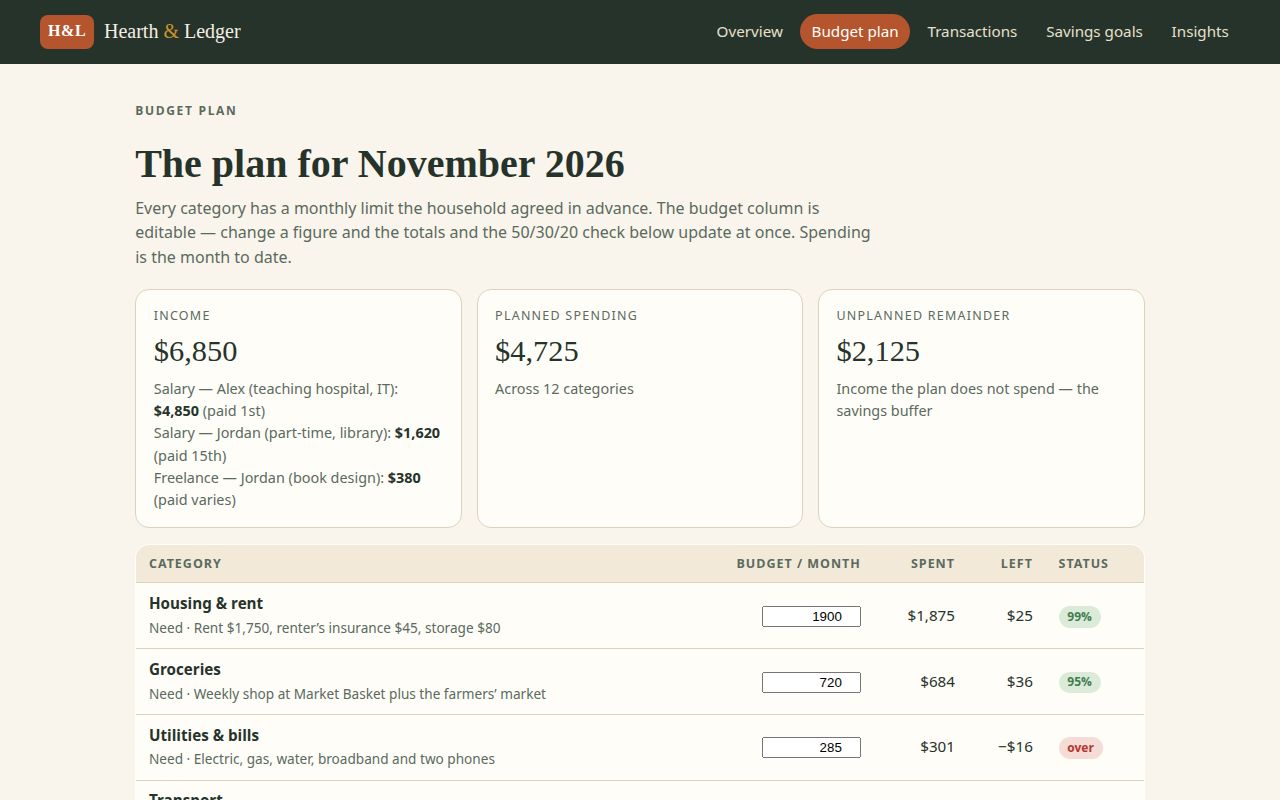 H&L Hearth & Ledger Overview Budget plan Transactions Savings goals Insights
BUDGET PLAN
The plan for November 2026
Every category has a monthly limit the household agreed in advance. The budget column is
editable — change a figure and the totals and the 50/30/20 check below update at once. Spending
is the month to date.
INCOME
$6,850
Salary — Alex (teaching hospital, IT):
$4,850 (paid 1st)
Salary — Jordan (part-time, library): $1,620
(paid 15th)
Freelance — Jordan (book design): $380
(paid varies)
PLANNED SPENDING
$4,725
Across 12 categories
UNPLANNED REMAINDER
$2,125
Income the plan does not spend — the
savings buffer
CATEGORY BUDGET / MONTH SPENT LEFT STATUS
Housing & rent
Need · Rent $1,750, renter’s insurance $45, storage $80
1900 $1,875 $25 99%
Groceries
Need · Weekly shop at Market Basket plus the farmers’ market
720 $684 $36 95%
Utilities & bills
Need · Electric, gas, water, broadband and two phones
285 $301 −$16 over
Transport